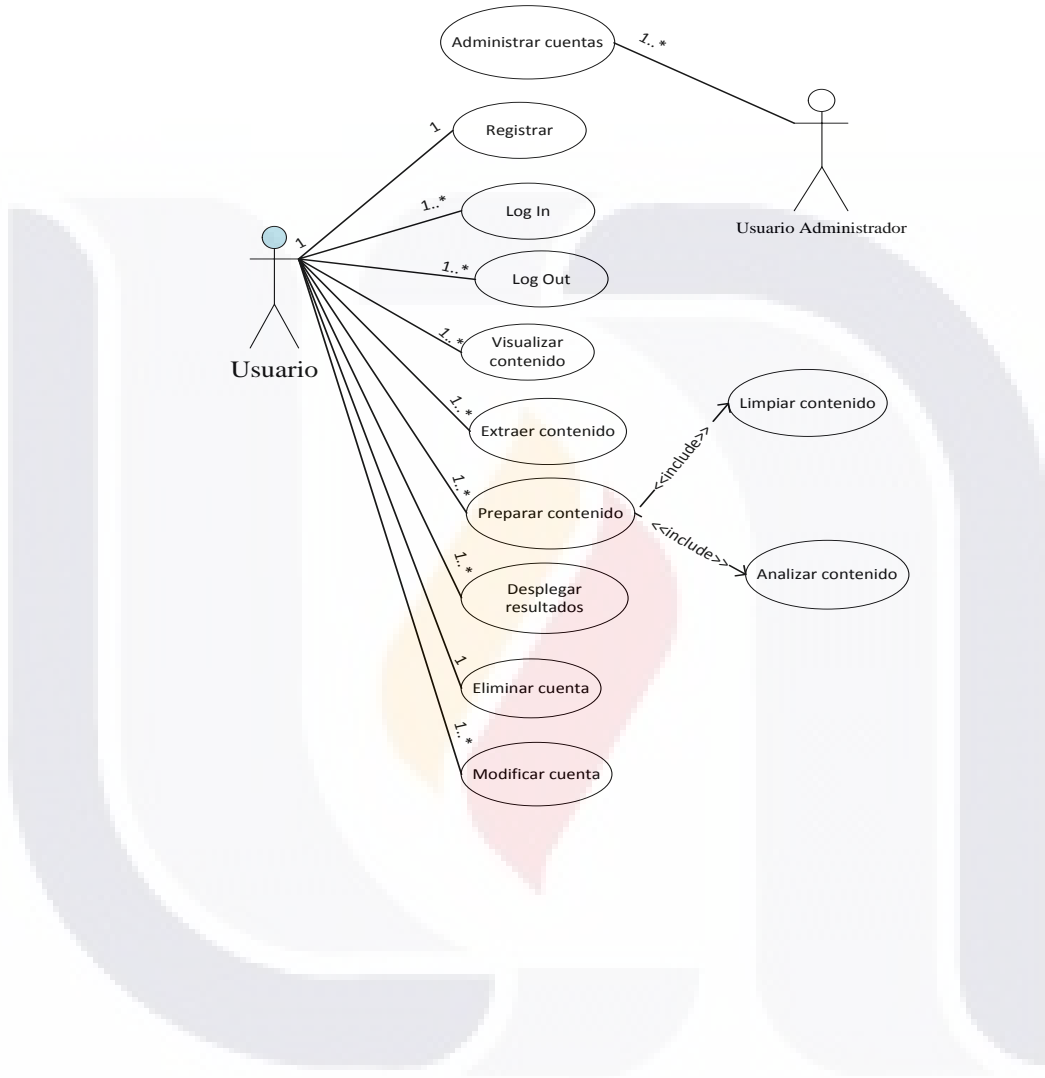 Administrar cuentas
1..*
Usuario Administrador
1
Registrar
1..*
Log In
1
1..*
Log Out
Usuario
1..*
Visualizar
contenido
1..*
Extraer contenido
Limpiar contenido
<<include>>
1..*
Preparar contenido
<<include>>
Analizar contenido
1..*
Desplegar
resultados
1
Eliminar cuenta
1..*
Modificar cuenta